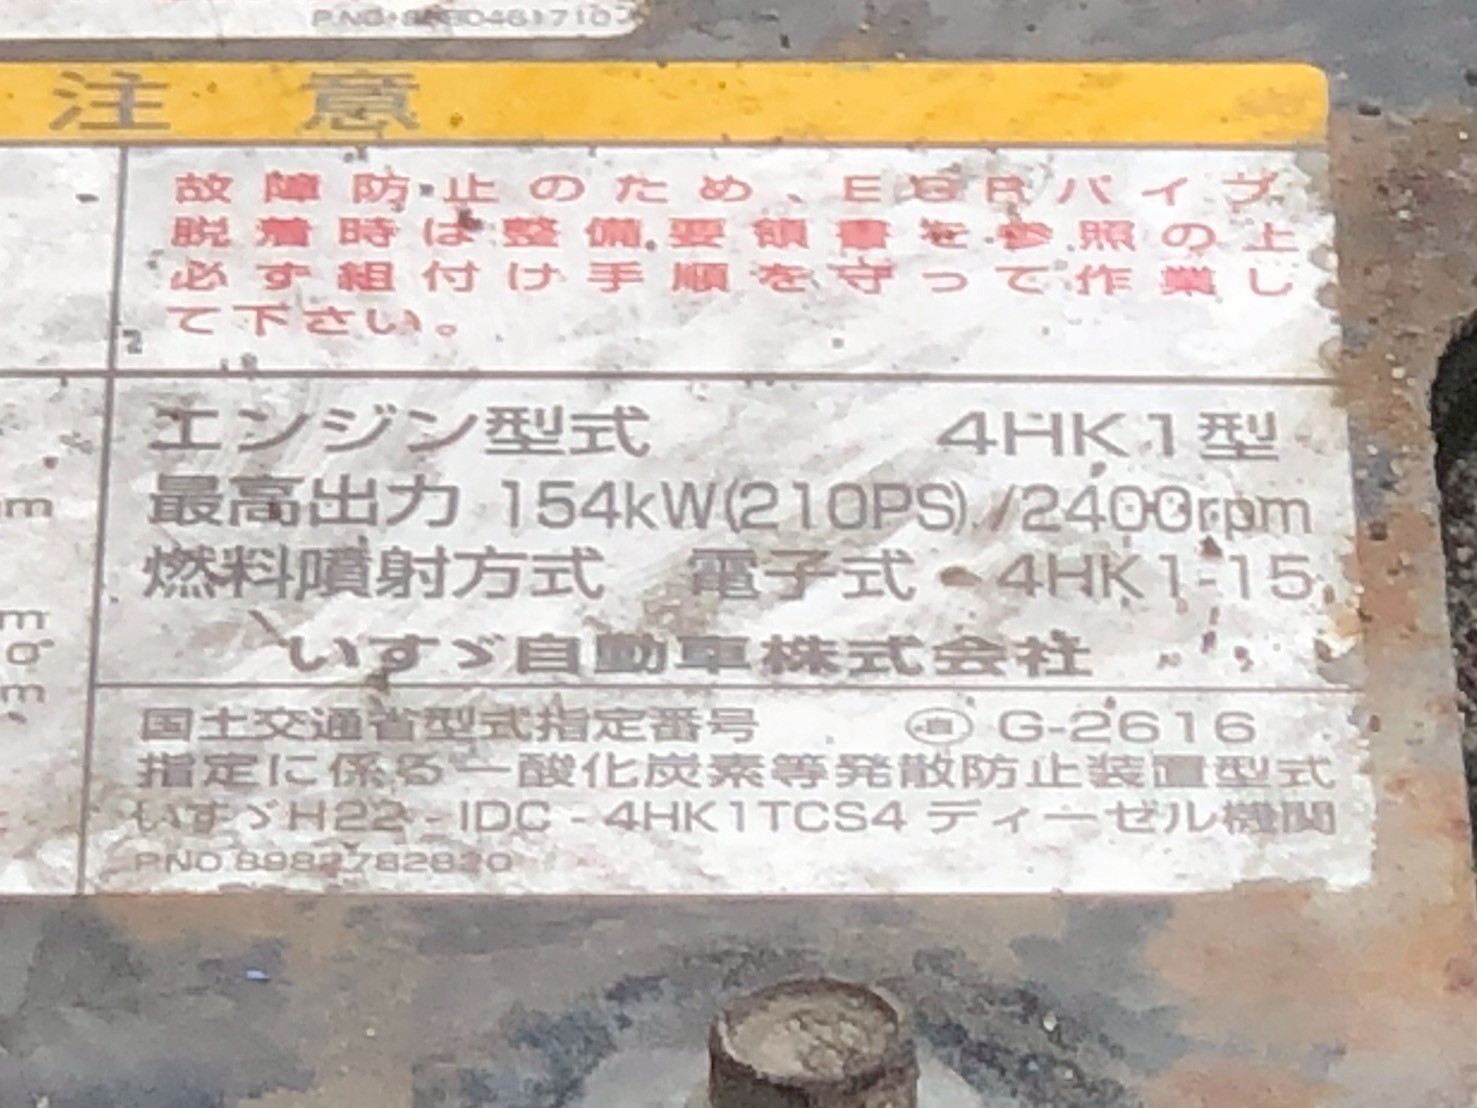 注 意
故障防止のため、EGRパイプ
脱着時は整備要領書を参照の上
必ず組付け手順を守って作業し
て下さい。
エンジン型式 4HK1型
最高出力 154kW(210PS)/2400rpm
燃料噴射方式 電子式 4HK1-15
いすゞ自動車株式会社
国土交通省型式指定番号 自 G-2616
指定に係る一酸化炭素等発散防止装置型式
いすゞH22-IDC-4HK1TCS4 ディーゼル機関
PNO